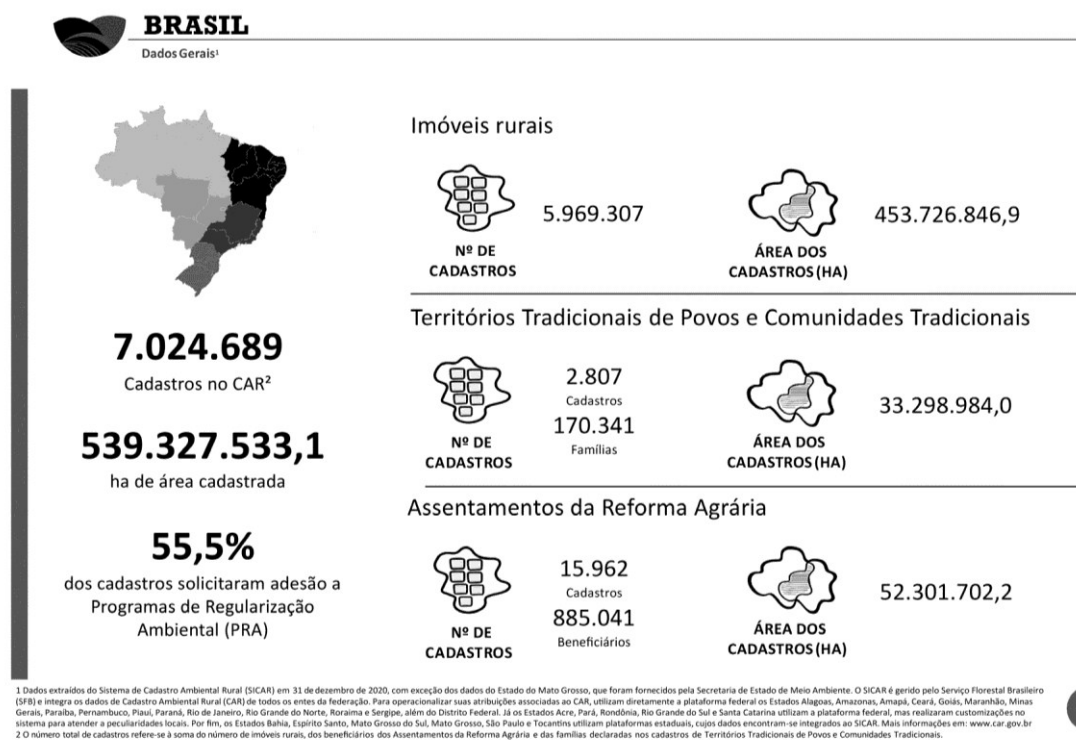 BRASIL
Dados Gerais¹
7.024.689
Cadastros no CAR²
539.327.533,1
ha de área cadastrada
55,5%
dos cadastros solicitaram adesão a
Programas de Regularização
Ambiental (PRA)
Imóveis rurais
5.969.307
Nº DE
CADASTROS
453.726.846,9
ÁREA DOS
CADASTROS (HA)
Territórios Tradicionais de Povos e Comunidades Tradicionais
2.807
Cadastros
170.341
Famílias
Nº DE
CADASTROS
33.298.984,0
ÁREA DOS
CADASTROS (HA)
Assentamentos da Reforma Agrária
15.962
Cadastros
885.041
Beneficiários
Nº DE
CADASTROS
52.301.702,2
ÁREA DOS
CADASTROS (HA)
1 Dados extraídos do Sistema de Cadastro Ambiental Rural (SICAR) em 31 de dezembro de 2020, com exceção dos dados do Estado do Mato Grosso, que foram fornecidos pela Secretaria de Estado de Meio Ambiente. O SICAR é gerido pelo Serviço Florestal Brasileiro
(SFB) e integra os dados de Cadastro Ambiental Rural (CAR) de todos os entes da federação. Para operacionalizar suas atribuições associadas ao CAR, utilizam diretamente a plataforma federal os Estados Alagoas, Amazonas, Amapá, Ceará, Goiás, Maranhão, Minas
Gerais, Paraíba, Pernambuco, Piauí, Paraná, Rio de Janeiro, Rio Grande do Norte, Roraima e Sergipe, além do Distrito Federal. Já os Estados Acre, Pará, Rondônia, Rio Grande do Sul e Santa Catarina utilizam a plataforma federal, mas realizaram customizações no
sistema para atender a peculiaridades locais. Por fim, os Estados Bahia, Espírito Santo, Mato Grosso do Sul, Mato Grosso, São Paulo e Tocantins utilizam plataformas estaduais, cujos dados encontram-se integrados ao SICAR. Mais informações em: www.car.gov.br
2 O número total de cadastros refere-se à soma do número de imóveis rurais, dos beneficiários dos Assentamentos da Reforma Agrária e das famílias declaradas nos cadastros de Territórios Tradicionais de Povos e Comunidades Tradicionais.